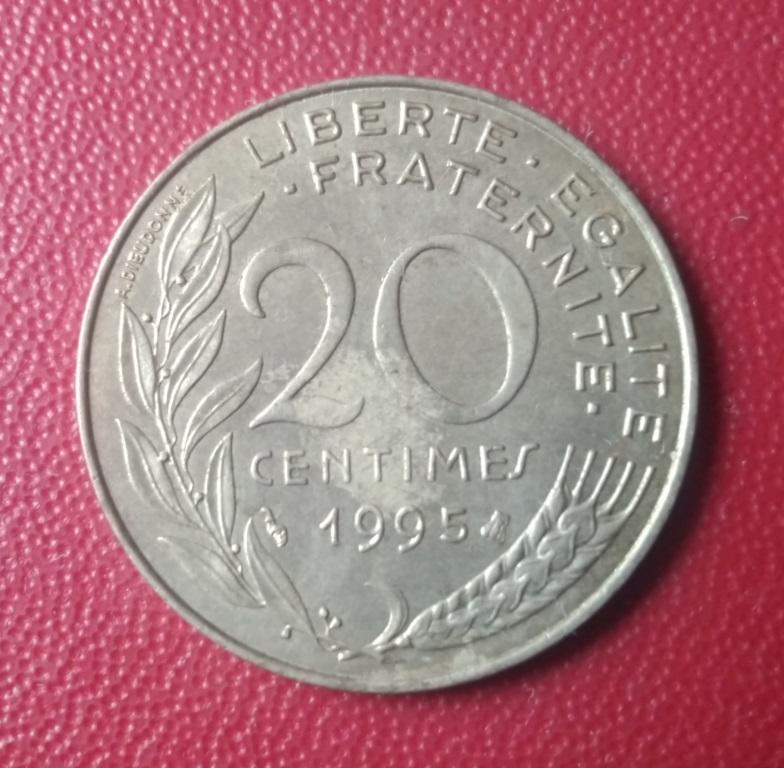 LIBERTE · EGALITE
· FRATERNITE ·
A. DIEUDONNE
20
CENTIMES
1995